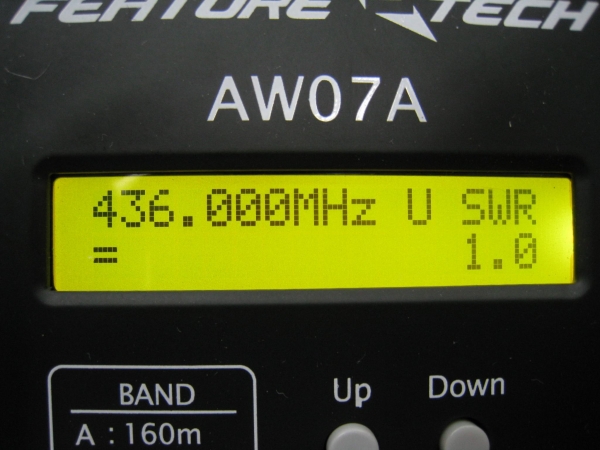 FEATURE TECH
AW07A
436.000MHz U SWR
= 1.0
BAND
A : 160m
Up
Down